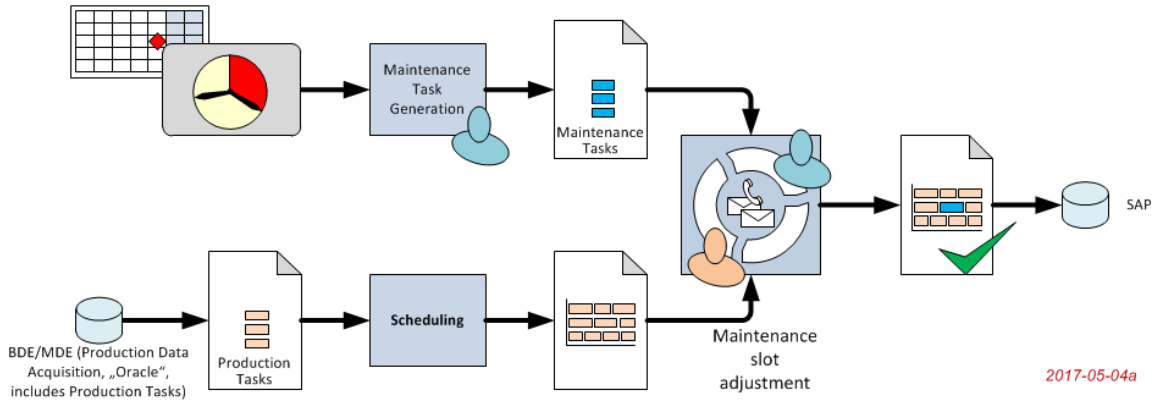 Maintenance
Task
Generation
Maintenance
Tasks
SAP
BDE/MDE (Production Data
Acquisition, „Oracle“,
includes Production Tasks)
Production
Tasks
Scheduling
Maintenance
slot
adjustment
2017-05-04a